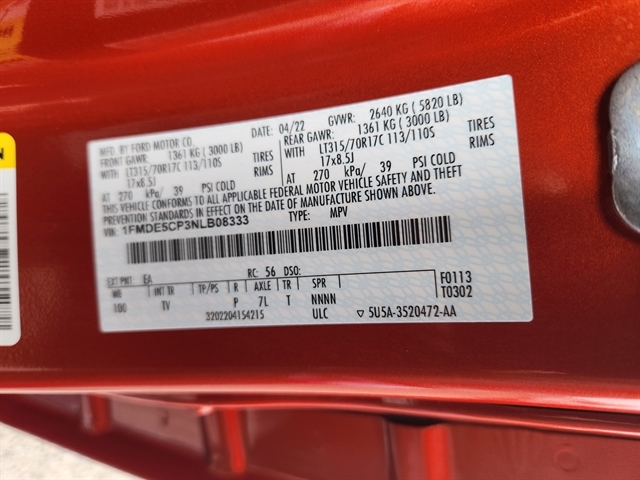 N
MFD. BY FORD MOTOR CO.
DATE: 04/22 GVWR: 2640 KG ( 5820 LB)
FRONT GAWR: 1361 KG ( 3000 LB) REAR GAWR: 1361 KG ( 3000 LB)
WITH LT315/70R17C 113/110S TIRES WITH LT315/70R17C 113/110S TIRES
17x8.5J RIMS 17x8.5J RIMS
AT 270 kPa/ 39 PSI COLD AT 270 kPa/ 39 PSI COLD
CONFORMS TO ALL APPLICABLE FEDERAL MOTOR VEHICLE SAFETY AND THEFT
PREVENTION STANDARDS IN EFFECT ON THE DATE OF MANUFACTURE SHOWN ABOVE.
VIN: 1FMDE5CP3NLB08333 TYPE: MPV
EXT PNT: EA RC: 56 DSO: F0113
WB INT TR TP/PS R AXLE TR SPR T0302
100 TV P 7L T NNNN
3202204154215 ULC ▽ 5U5A-3520472-AA